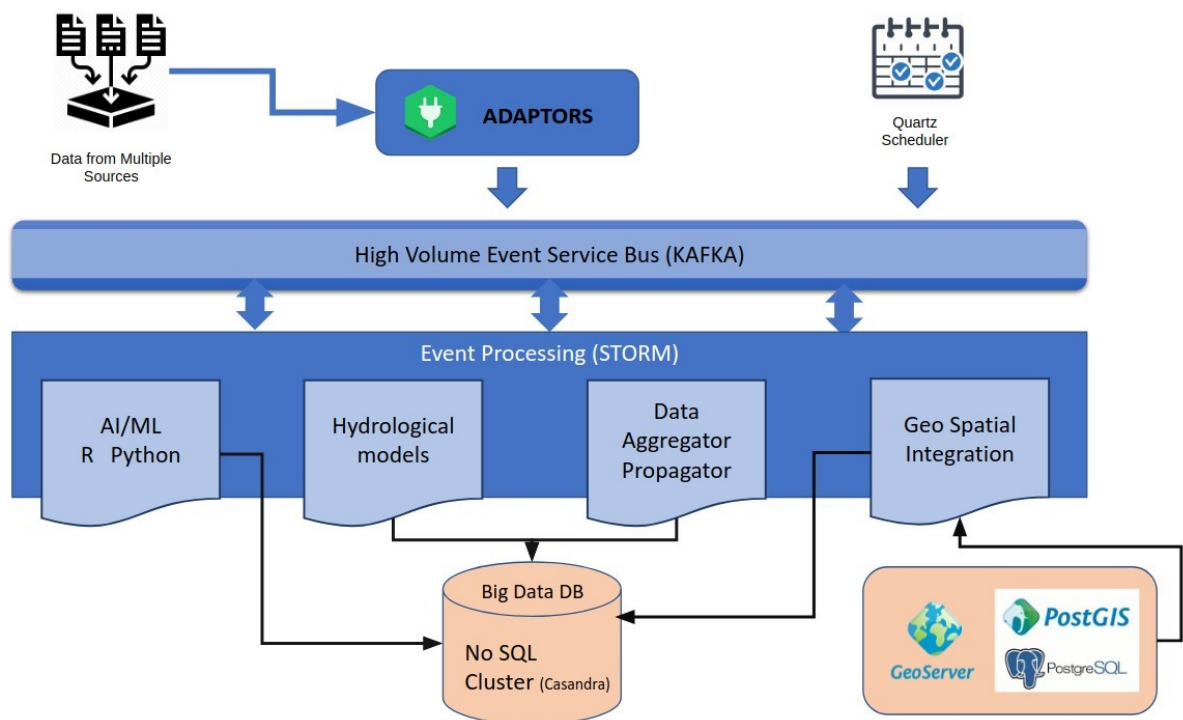 Data from Multiple
Sources
ADAPTORS
Quartz
Scheduler
High Volume Event Service Bus (KAFKA)
Event Processing (STORM)
AI/ML
R Python
Hydrological
models
Data
Aggregator
Propagator
Geo Spatial
Integration
Big Data DB
No SQL
Cluster (Casandra)
GeoServer
PostGIS
PostgreSQL